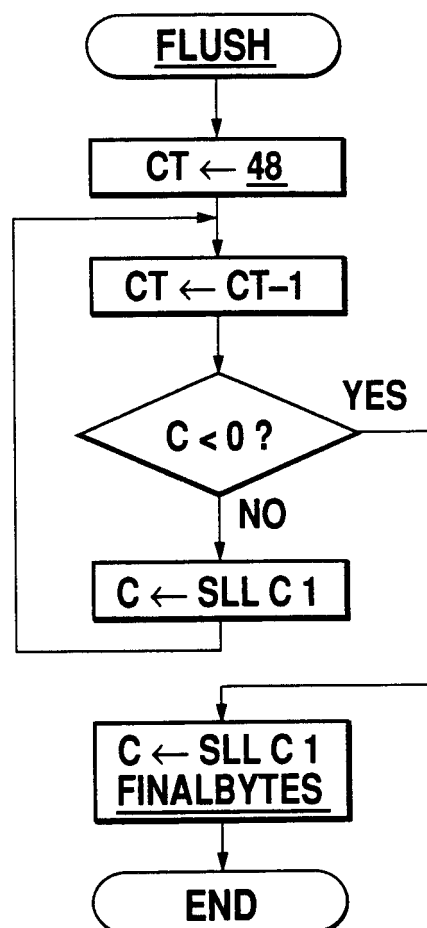 FLUSH
CT ← 48
CT ← CT–1
C < 0 ?
YES
NO
C ← SLL C 1
C ← SLL C 1
FINALBYTES
END